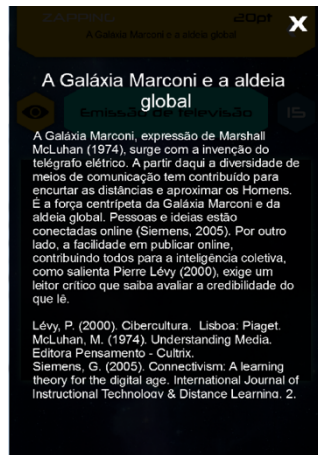 20pt
X
A Galáxia Marconi e a aldeia global
A Galáxia Marconi e a aldeia
global
Emissão de Televisão
15
A Galáxia Marconi, expressão de Marshall
McLuhan (1974), surge com a invenção do
telégrafo elétrico. A partir daqui a diversidade de
meios de comunicação tem contribuído para
encurtar as distâncias e aproximar os Homens.
É a força centrípeta da Galáxia Marconi e da
aldeia global. Pessoas e ideias estão
conectadas online (Siemens, 2005). Por outro
lado, a facilidade em publicar online,
contribuindo todos para a inteligência coletiva,
como salienta Pierre Lévy (2000), exige um
leitor crítico que saiba avaliar a credibilidade do
que lê.
Lévy, P. (2000). Cibercultura.  Lisboa: Piaget.
McLuhan, M. (1974). Understanding Media.
Editora Pensamento - Cultrix.
Siemens, G. (2005). Connectivism: A learning
theory for the digital age. International Journal of
Instructional Technology & Distance Learning. 2.